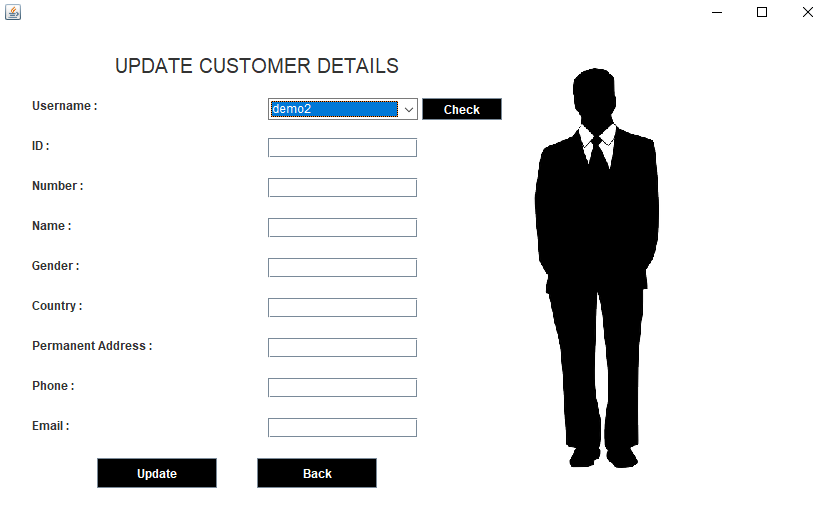 UPDATE CUSTOMER DETAILS
Username : demo2 Check
ID :
Number :
Name :
Gender :
Country :
Permanent Address :
Phone :
Email :
Update Back